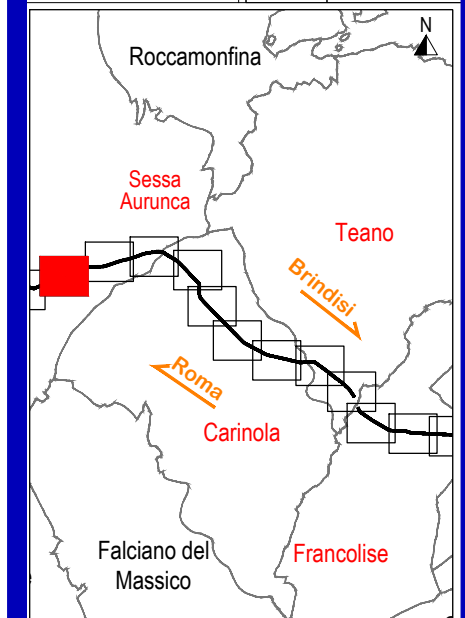 N
Roccamonfina
Sessa
Aurunca
Teano
Brindisi
Roma
Carinola
Falciano del
Massico
Francolise